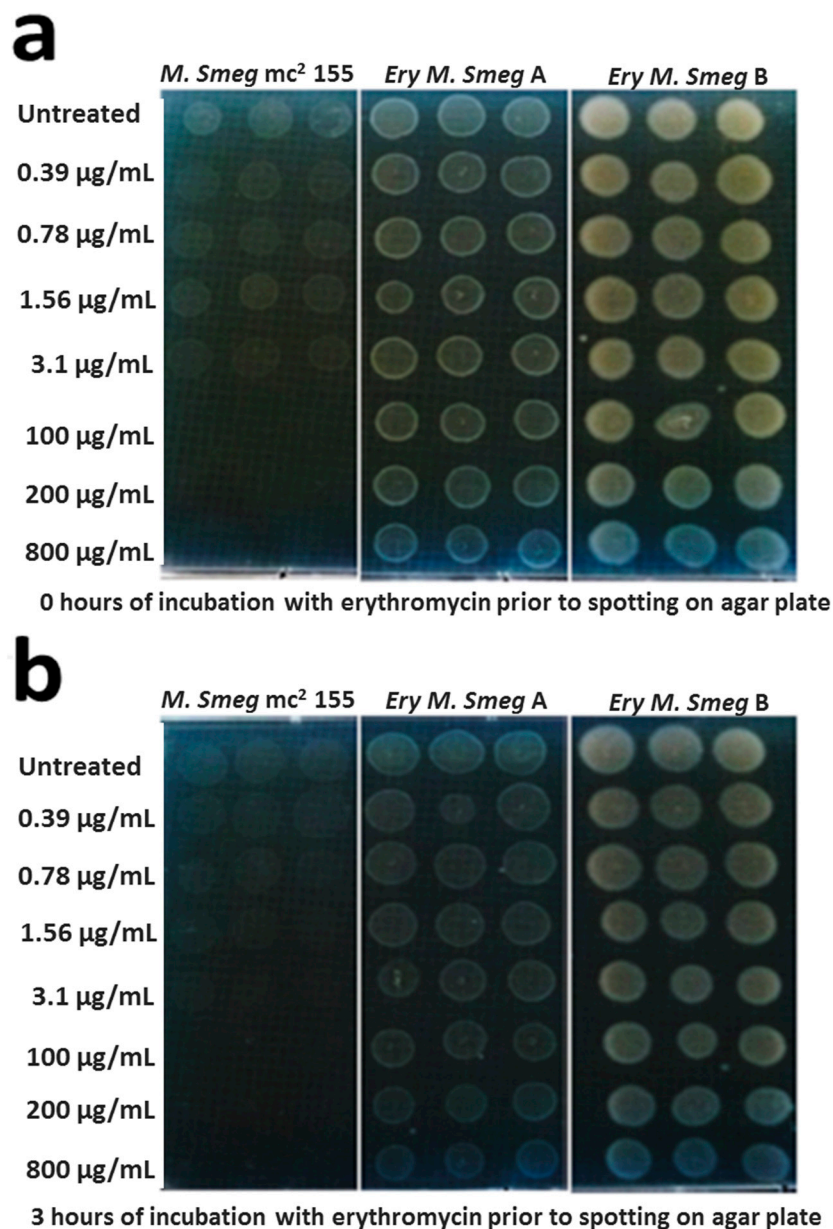 a
M. Smeg mc² 155 Ery M. Smeg A Ery M. Smeg B
Untreated
0.39 µg/mL
0.78 µg/mL
1.56 µg/mL
3.1 µg/mL
100 µg/mL
200 µg/mL
800 µg/mL
0 hours of incubation with erythromycin prior to spotting on agar plate
b
M. Smeg mc² 155 Ery M. Smeg A Ery M. Smeg B
Untreated
0.39 µg/mL
0.78 µg/mL
1.56 µg/mL
3.1 µg/mL
100 µg/mL
200 µg/mL
800 µg/mL
3 hours of incubation with erythromycin prior to spotting on agar plate